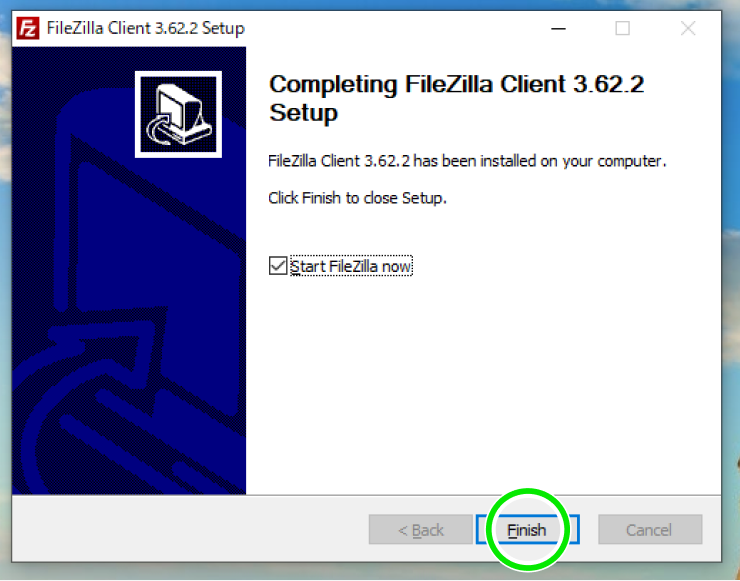 FileZilla Client 3.62.2 Setup
Completing FileZilla Client 3.62.2
Setup
FileZilla Client 3.62.2 has been installed on your computer.
Click Finish to close Setup.
Start FileZilla now
< Back Finish Cancel